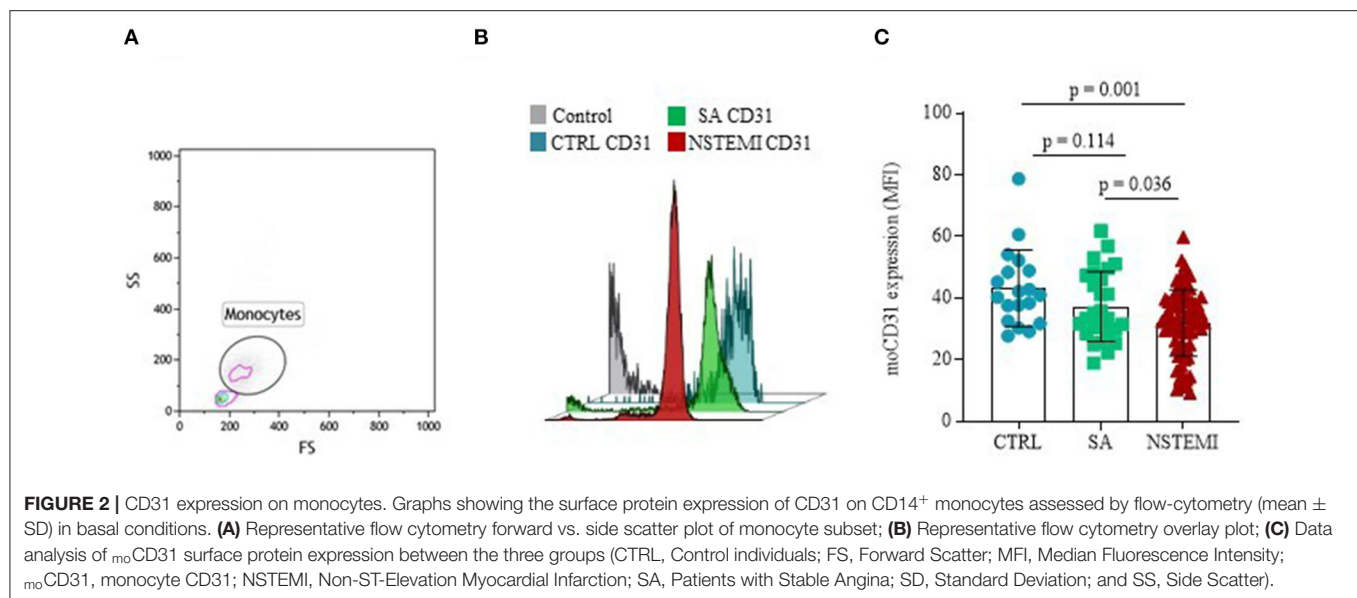 A
SS
1000
800
600
400
200
0
Monocytes
0 200 400 600 800 1000
FS
B
Control SA CD31
CTRL CD31 NSTEMI CD31
C
p = 0.001
p = 0.114
p = 0.036
moCD31 expression (MFI)
100
80
60
40
20
0
CTRL SA NSTEMI
FIGURE 2 | CD31 expression on monocytes. Graphs showing the surface protein expression of CD31 on CD14⁺ monocytes assessed by flow-cytometry (mean ±
SD) in basal conditions. (A) Representative flow cytometry forward vs. side scatter plot of monocyte subset; (B) Representative flow cytometry overlay plot; (C) Data
analysis of ₘₒCD31 surface protein expression between the three groups (CTRL, Control individuals; FS, Forward Scatter; MFI, Median Fluorescence Intensity;
ₘₒCD31, monocyte CD31; NSTEMI, Non-ST-Elevation Myocardial Infarction; SA, Patients with Stable Angina; SD, Standard Deviation; and SS, Side Scatter).